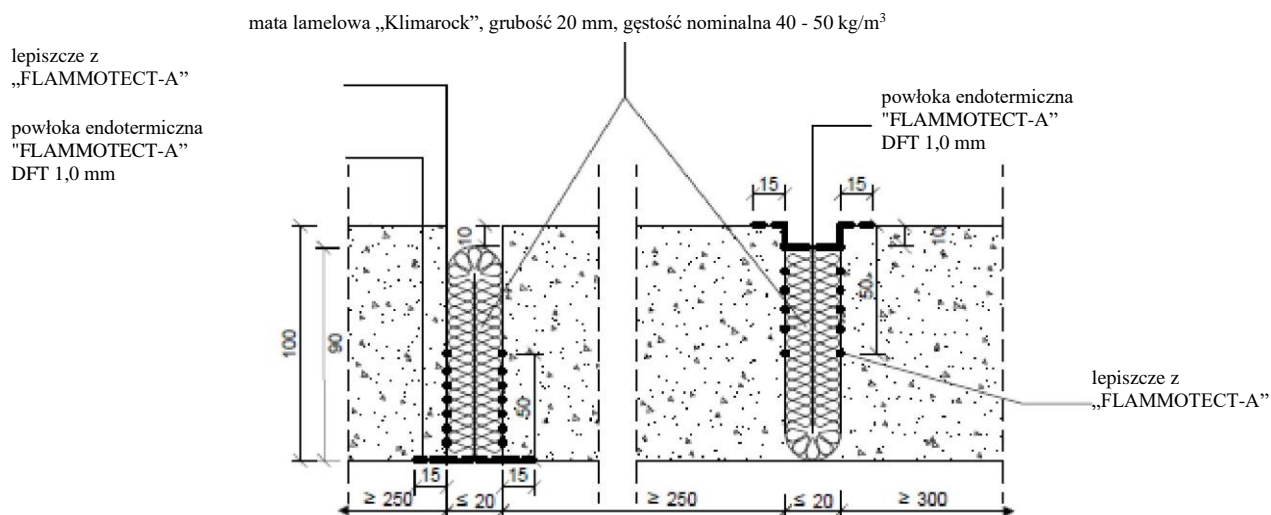 mata lamelowa „Klimarock”, grubość 20 mm, gęstość nominalna 40 - 50 kg/m³
lepiszcze z
„FLAMMOTECT-A”
powłoka endotermiczna
"FLAMMOTECT-A”
DFT 1,0 mm
powłoka endotermiczna
"FLAMMOTECT-A”
DFT 1,0 mm
15
15
10
10
50
100
90
50
lepiszcze z
„FLAMMOTECT-A”
15
15
≥ 250
≤ 20
≥ 250
≤ 20
≥ 300